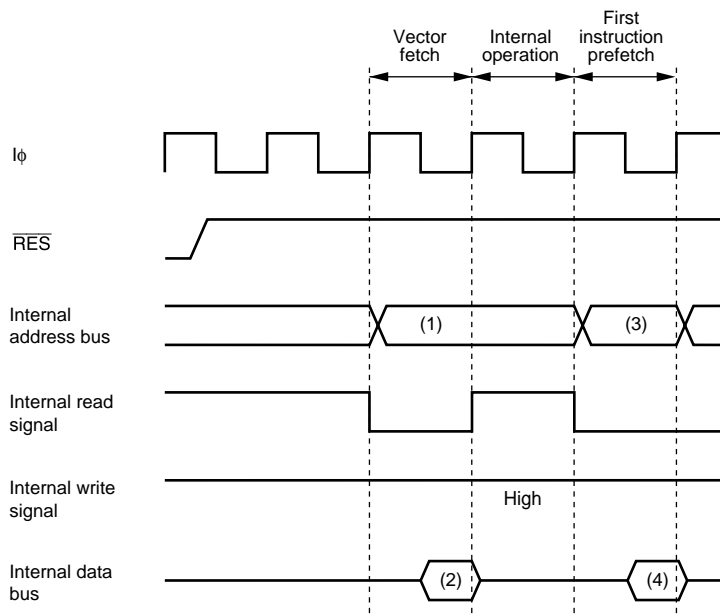 Vector
fetch
Internal
operation
First
instruction
prefetch
Iϕ
R̅E̅S̅
Internal
address bus
(1)
(3)
Internal read
signal
Internal write
signal
High
Internal data
bus
(2)
(4)